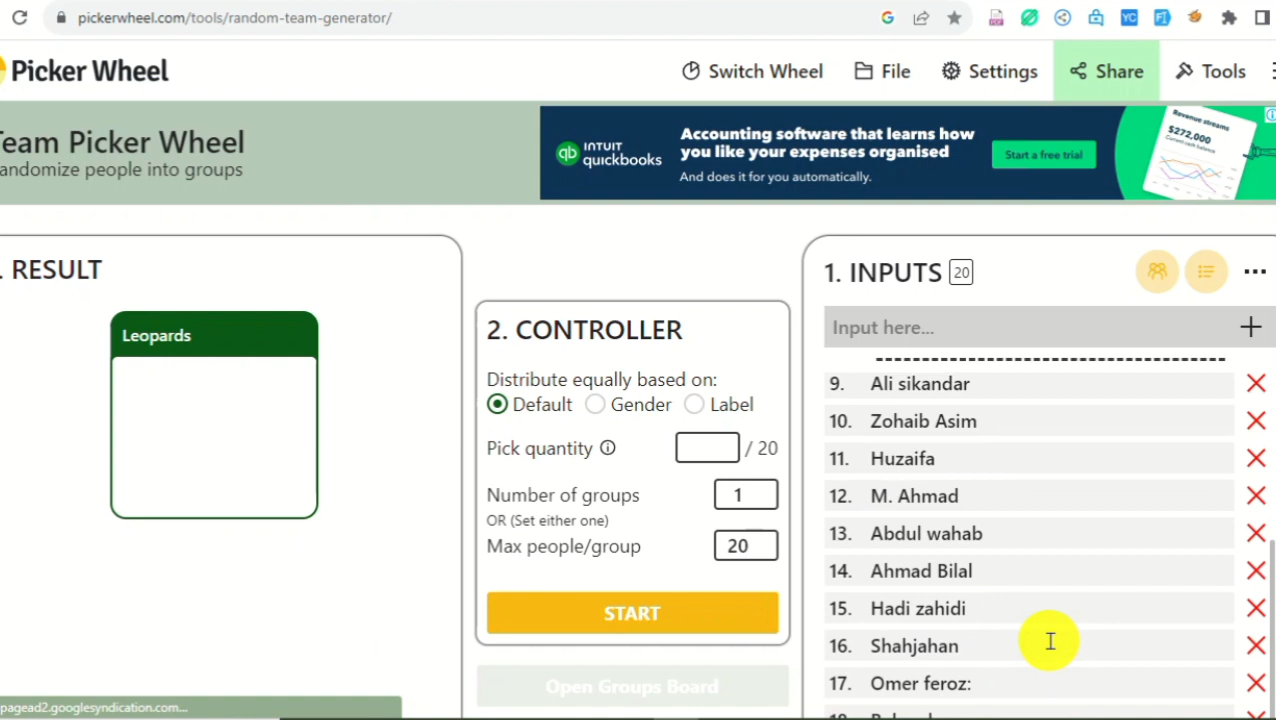 pickerwheel.com/tools/random-team-generator/
Picker Wheel
Switch Wheel
File
Settings
Share
Tools
eam Picker Wheel
andomize people into groups
INTUIT
quickbooks
Accounting software that learns how
you like your expenses organised
And does it for you automatically.
Start a free trial
Revenue streams
$272,000
Current cash balance
. RESULT
Leopards
2. CONTROLLER
Distribute equally based on:
Default Gender Label
Pick quantity / 20
Number of groups 1
OR (Set either one)
Max people/group 20
START
Open Groups Board
1. INPUTS 20
Input here...
9. Ali sikandar
10. Zohaib Asim
11. Huzaifa
12. M. Ahmad
13. Abdul wahab
14. Ahmad Bilal
15. Hadi zahidi
16. Shahjahan
17. Omer feroz:
pagead2.googlesyndication.com...